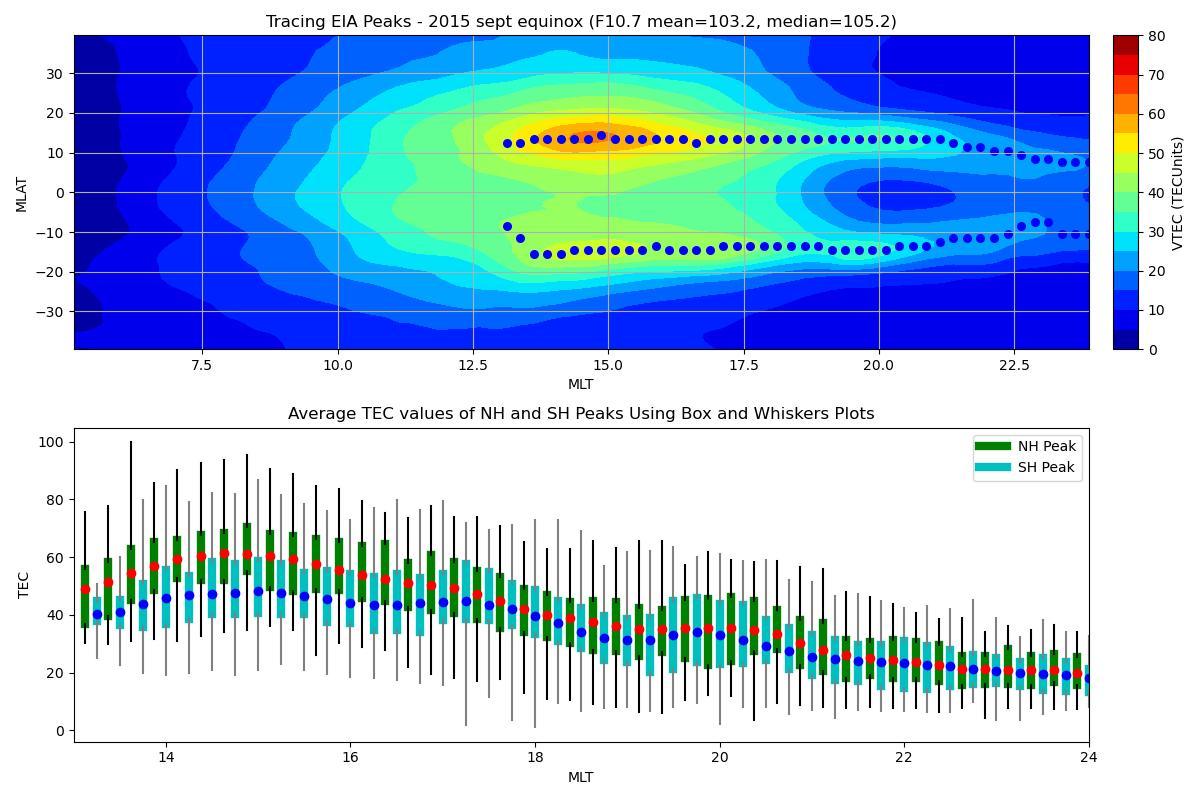 Tracing EIA Peaks - 2015 sept equinox (F10.7 mean=103.2, median=105.2)
MLAT
30
20
10
0
−10
−20
−30
7.5 10.0 12.5 15.0 17.5 20.0 22.5
MLT
80
70
60
50
40
30
20
10
0
VTEC (TECUnits)
Average TEC values of NH and SH Peaks Using Box and Whiskers Plots
TEC
100
80
60
40
20
0
NH Peak
SH Peak
14 16 18 20 22 24
MLT